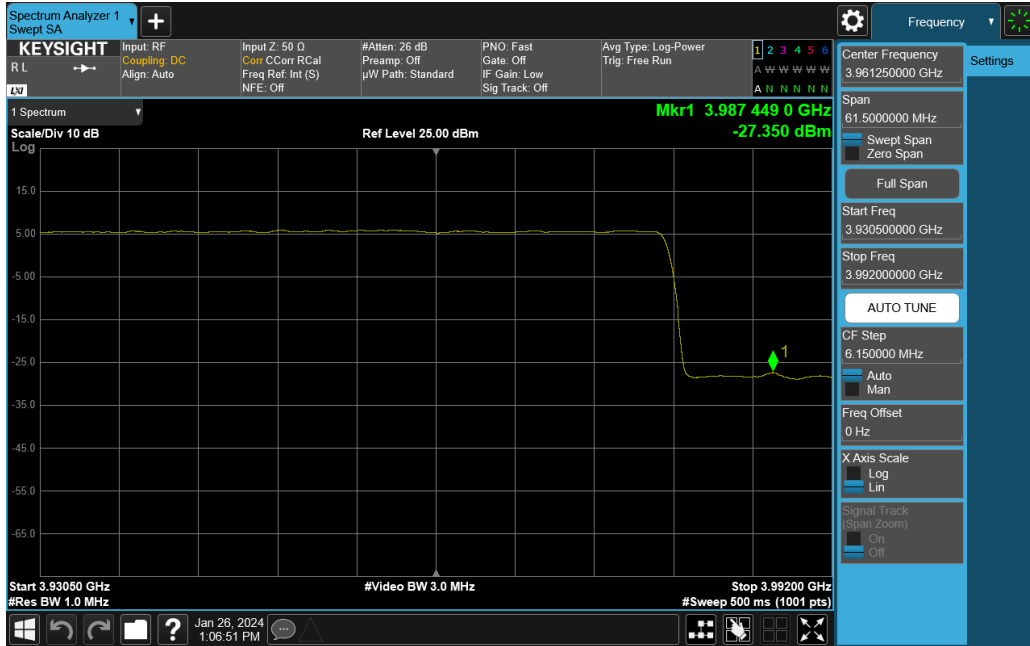 Spectrum Analyzer 1
Swept SA
Frequency
KEYSIGHT
R L
LXI
Input: RF
Coupling: DC
Align: Auto
Input Z: 50 Ω
Corr CCorr RCal
Freq Ref: Int (S)
NFE: Off
#Atten: 26 dB
Preamp: Off
µW Path: Standard
PNO: Fast
Gate: Off
IF Gain: Low
Sig Track: Off
Avg Type: Log-Power
Trig: Free Run
1 2 3 4 5 6
A W W W W W
A N N N N N
1 Spectrum
Mkr1 3.987 449 0 GHz
Scale/Div 10 dB
Ref Level 25.00 dBm
-27.350 dBm
Log
15.0
5.00
-5.00
-15.0
-25.0
-35.0
-45.0
-55.0
-65.0
1
Start 3.93050 GHz
#Video BW 3.0 MHz
Stop 3.99200 GHz
#Res BW 1.0 MHz
#Sweep 500 ms (1001 pts)
?
Jan 26, 2024
1:06:51 PM
Center Frequency
3.961250000 GHz
Settings
Span
61.5000000 MHz
Swept Span
Zero Span
Full Span
Start Freq
3.930500000 GHz
Stop Freq
3.992000000 GHz
AUTO TUNE
CF Step
6.150000 MHz
Auto
Man
Freq Offset
0 Hz
X Axis Scale
Log
Lin
Signal Track
(Span Zoom)
On
Off